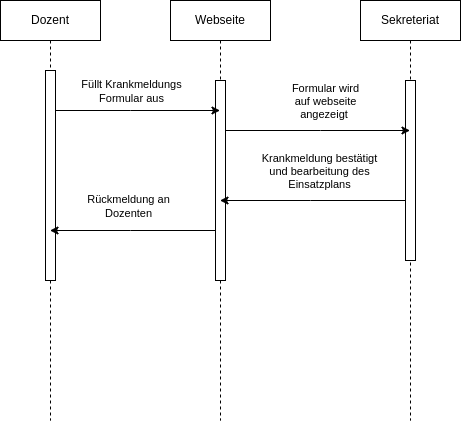 Dozent
Webseite
Sekreteriat
Füllt Krankmeldungs
Formular aus
Formular wird
auf webseite
angezeigt
Krankmeldung bestätigt
und bearbeitung des
Einsatzplans
Rückmeldung an
Dozenten